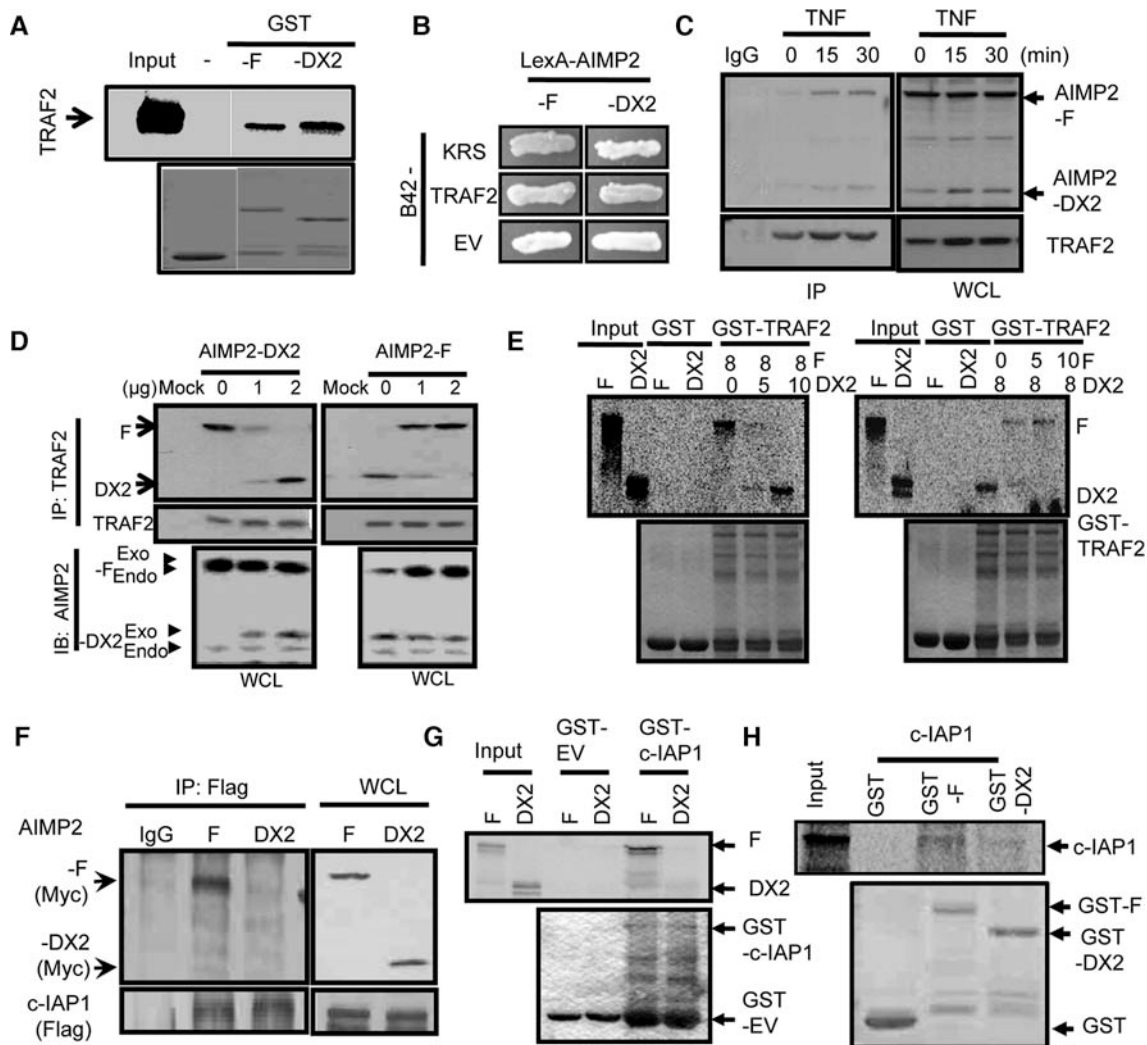 A
GST
Input - -F -DX2
TRAF2
B
LexA-AIMP2
-F -DX2
B42 -
KRS
TRAF2
EV
C
TNF TNF
IgG 0 15 30 0 15 30 (min)
AIMP2
-F
AIMP2
-DX2
TRAF2
IP WCL
D
AIMP2-DX2 AIMP2-F
(µg) Mock 0 1 2 Mock 0 1 2
IP: TRAF2
F
DX2
TRAF2
IB: AIMP2
Exo
-F
Endo
Exo
-DX2
Endo
WCL WCL
E
Input GST GST-TRAF2 Input GST GST-TRAF2
F DX2 F DX2 8 8 8 F F DX2 F DX2 0 5 10 F
0 5 10 DX2 8 8 8 DX2
F
DX2
GST-
TRAF2
F
IP: Flag WCL
AIMP2 IgG F DX2 F DX2
-F
(Myc)
-DX2
(Myc)
c-IAP1
(Flag)
G
Input GST-
EV GST-
c-IAP1
F DX2 F DX2 F DX2
F
DX2
GST
-c-IAP1
GST
-EV
H
c-IAP1
Input GST GST
-F GST
-DX2
c-IAP1
GST-F
GST
-DX2
GST